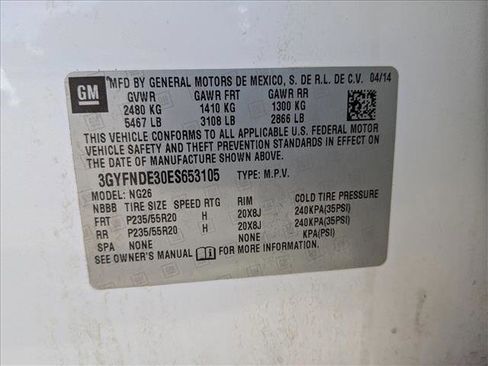 GM MFD BY GENERAL MOTORS DE MEXICO, S. DE R.L. DE C.V. 04/14
GVWR GAWR FRT GAWR RR
2480 KG 1410 KG 1300 KG
5467 LB 3108 LB 2866 LB
THIS VEHICLE CONFORMS TO ALL APPLICABLE U.S. FEDERAL MOTOR
VEHICLE SAFETY AND THEFT PREVENTION STANDARDS IN EFFECT ON
THE DATE OF MANUFACTURE SHOWN ABOVE.
3GYFNDE30ES653105 TYPE: M.P.V.
MODEL: NG26
NBBB TIRE SIZE SPEED RTG RIM COLD TIRE PRESSURE
FRT P235/55R20 H 20X8J 240KPA(35PSI)
RR P235/55R20 H 20X8J 240KPA(35PSI)
SPA NONE NONE KPA(PSI)
SEE OWNER'S MANUAL FOR MORE INFORMATION.